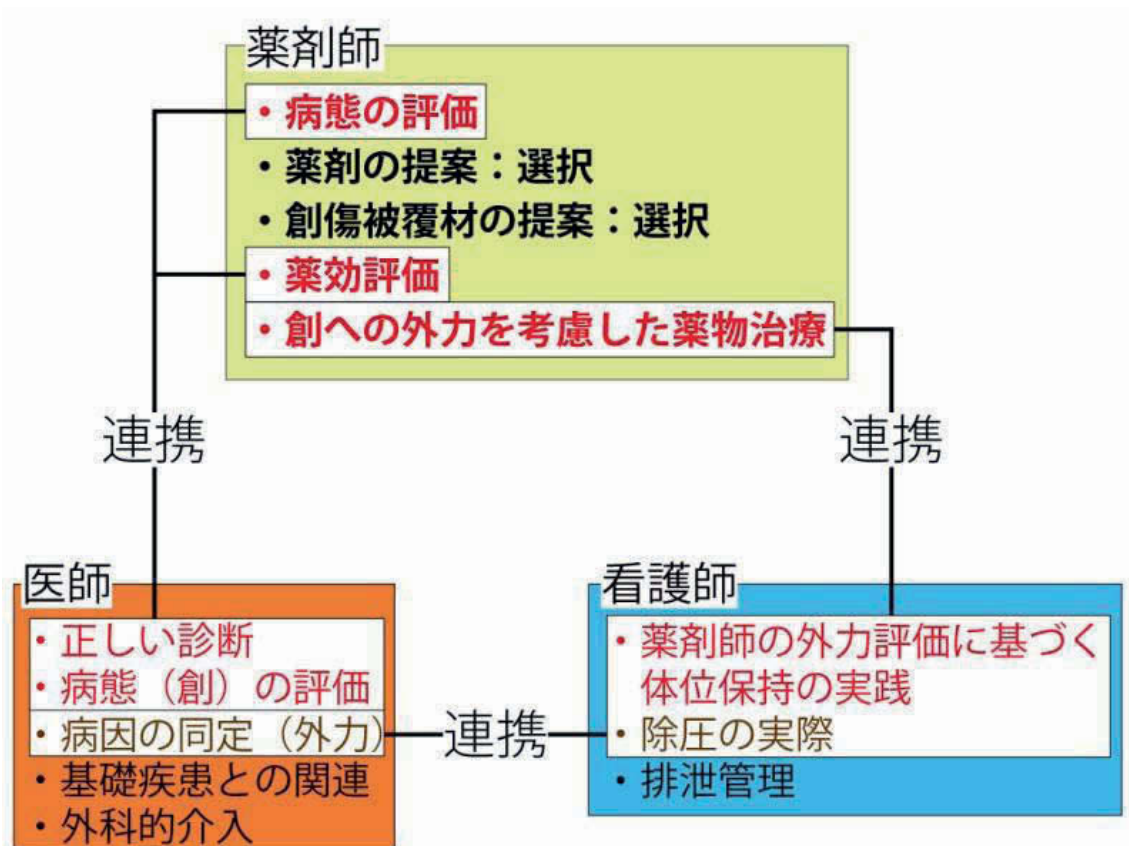 薬剤師
・病態の評価
・薬剤の提案：選択
・創傷被覆材の提案：選択
・薬効評価
・創への外力を考慮した薬物治療
連携
連携
医師
・正しい診断
・病態（創）の評価
・病因の同定（外力）
・基礎疾患との関連
・外科的介入
連携
看護師
・薬剤師の外力評価に基づく
体位保持の実践
・除圧の実際
・排泄管理